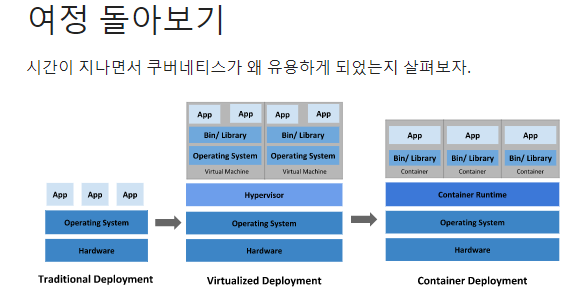 여정 돌아보기
시간이 지나면서 쿠버네티스가 왜 유용하게 되었는지 살펴보자.
App App App
Operating System
Hardware
Traditional Deployment
App App App App
Bin/ Library Bin/ Library
Operating System Operating System
Virtual Machine Virtual Machine
Hypervisor
Operating System
Hardware
Virtualized Deployment
App App App
Bin/ Library Bin/ Library Bin/ Library
Container Container Container
Container Runtime
Operating System
Hardware
Container Deployment